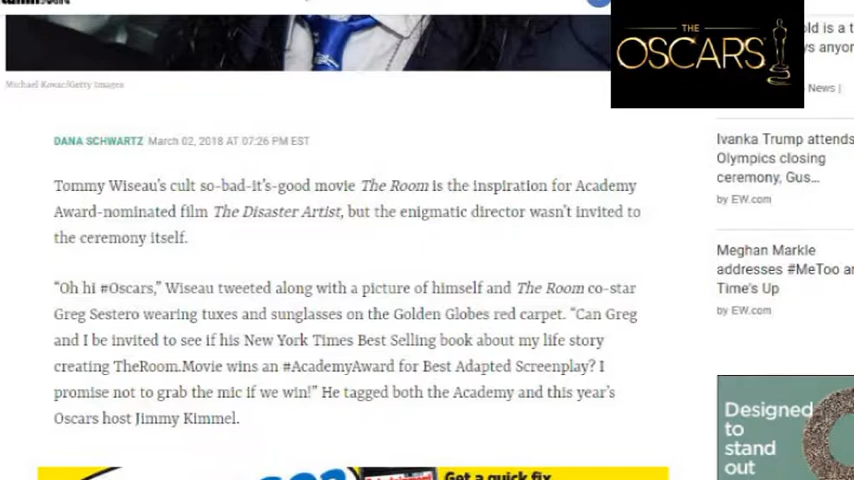 Michael Kovac/Getty Images
THE
OSCARS
DANA SCHWARTZ March 02, 2018 AT 07:26 PM EST
Tommy Wiseau's cult so-bad-it's-good movie The Room is the inspiration for Academy
Award-nominated film The Disaster Artist, but the enigmatic director wasn't invited to
the ceremony itself.
“Oh hi #Oscars,” Wiseau tweeted along with a picture of himself and The Room co-star
Greg Sestero wearing tuxes and sunglasses on the Golden Globes red carpet. “Can Greg
and I be invited to see if his New York Times Best Selling book about my life story
creating TheRoom.Movie wins an #AcademyAward for Best Adapted Screenplay? I
promise not to grab the mic if we win!” He tagged both the Academy and this year's
Oscars host Jimmy Kimmel.
old is a t
ys anyor
News |
Ivanka Trump attends
Olympics closing
ceremony, Gus...
by EW.com
Meghan Markle
addresses #MeToo an
Time's Up
by EW.com
Designed
to
stand
out
Get a quick fix